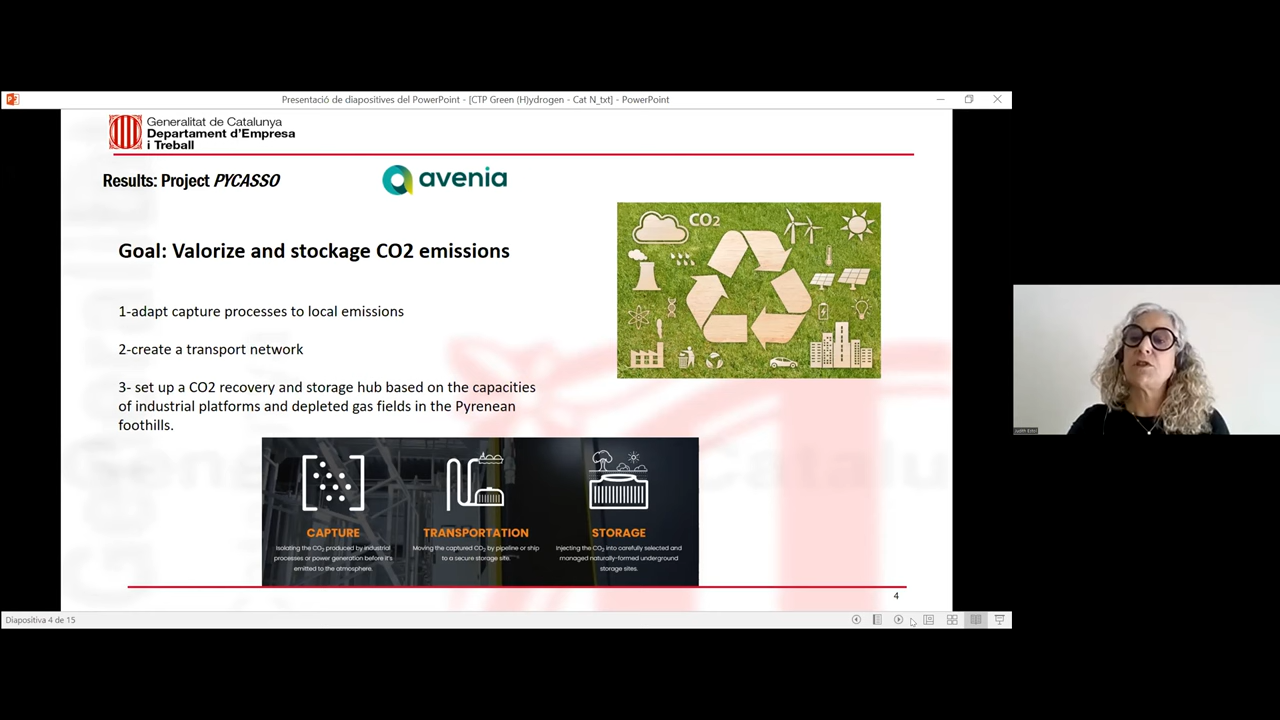 Presentació de diapositives del PowerPoint - [CTP Green (H)ydrogen - Cat N_txt] - PowerPoint
Generalitat de Catalunya
Departament d'Empresa
i Treball
Results: Project PYCASSO
avenia
Goal: Valorize and stockage CO2 emissions
CO2
1-adapt capture processes to local emissions
2-create a transport network
3- set up a CO2 recovery and storage hub based on the capacities
of industrial platforms and depleted gas fields in the Pyrenean
foothills.
CAPTURE
Isolating the CO2 produced by industrial
processes or power generation before it's
emitted to the atmosphere.
TRANSPORTATION
Moving the captured CO2 by pipeline or ship
to a secure storage site.
STORAGE
Injecting the CO2 into carefully selected and
managed naturally-formed underground
storage sites.
4
Diapositiva 4 de 15